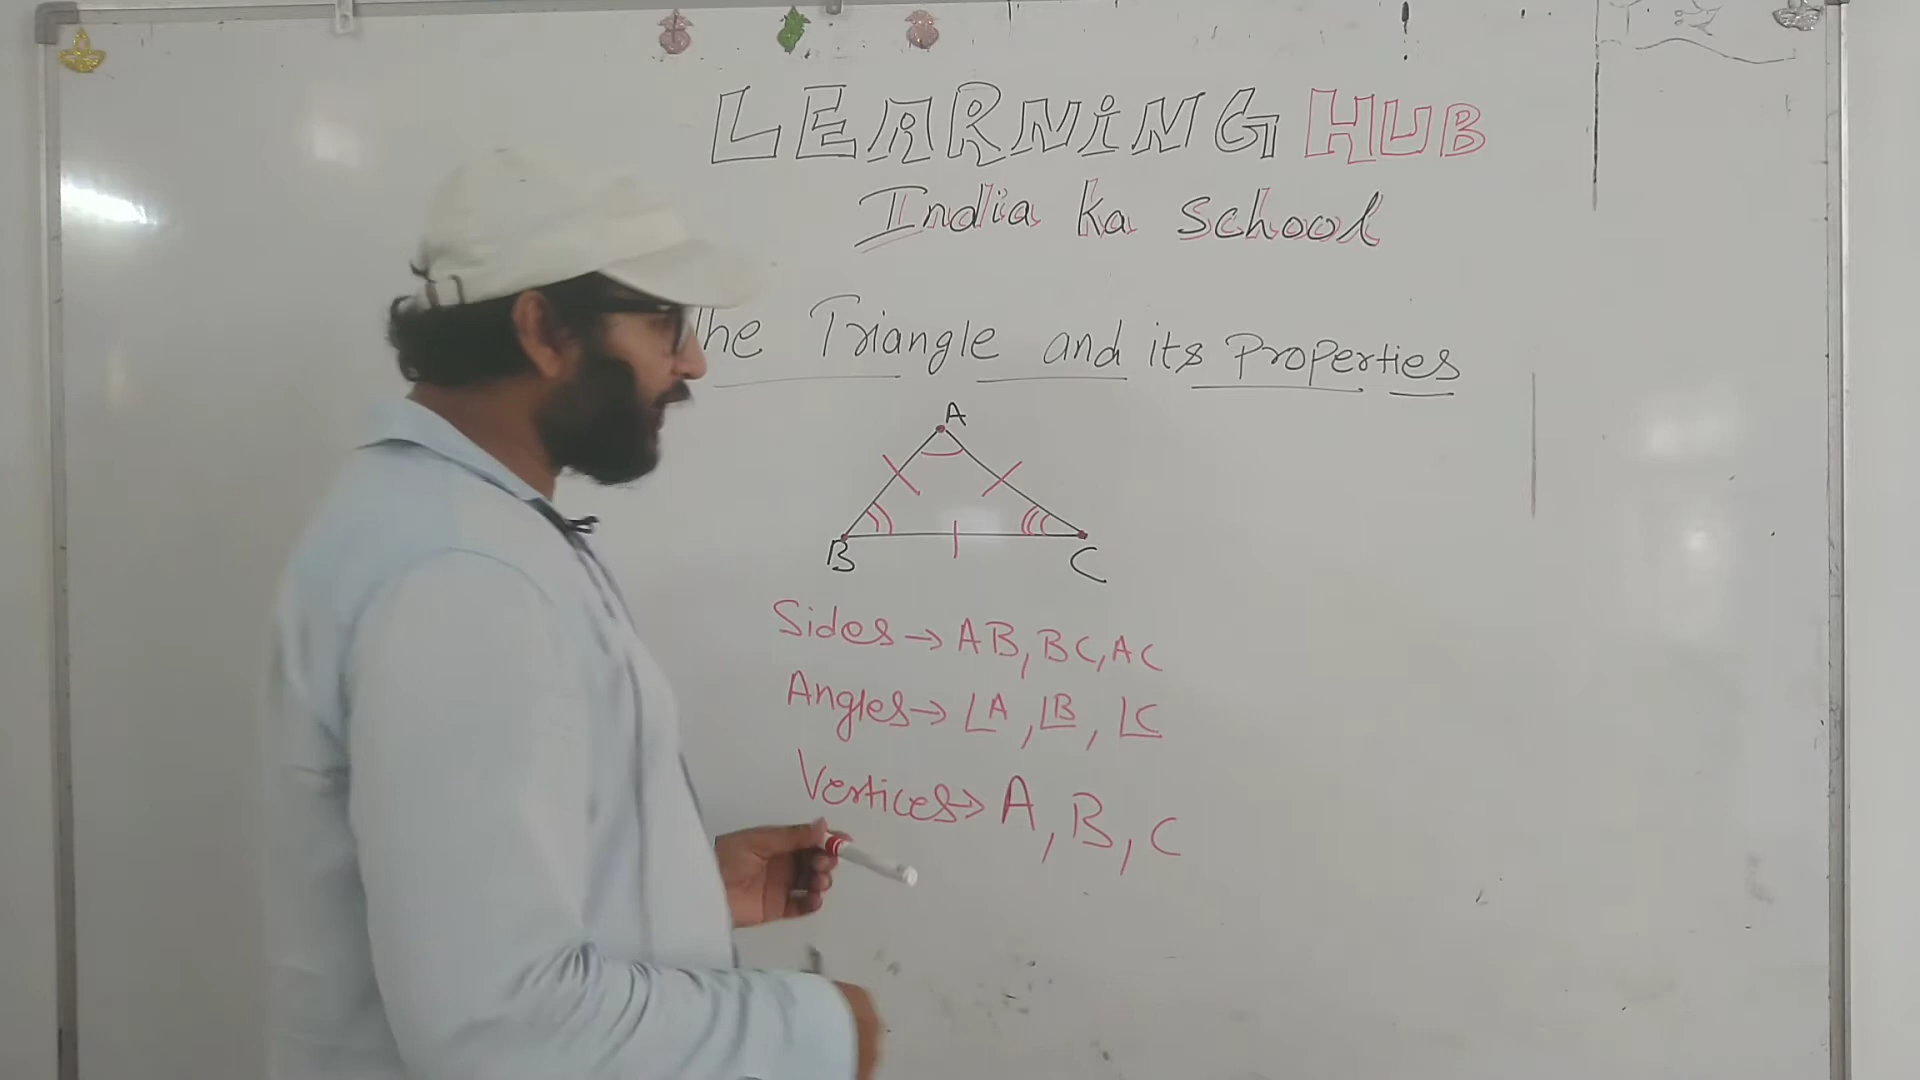 LEARNING HUB
India ka School
The Triangle and its Properties
A
B C
Sides → AB, BC, AC
Angles → ∠A, ∠B, ∠C
Vertices → A, B, C